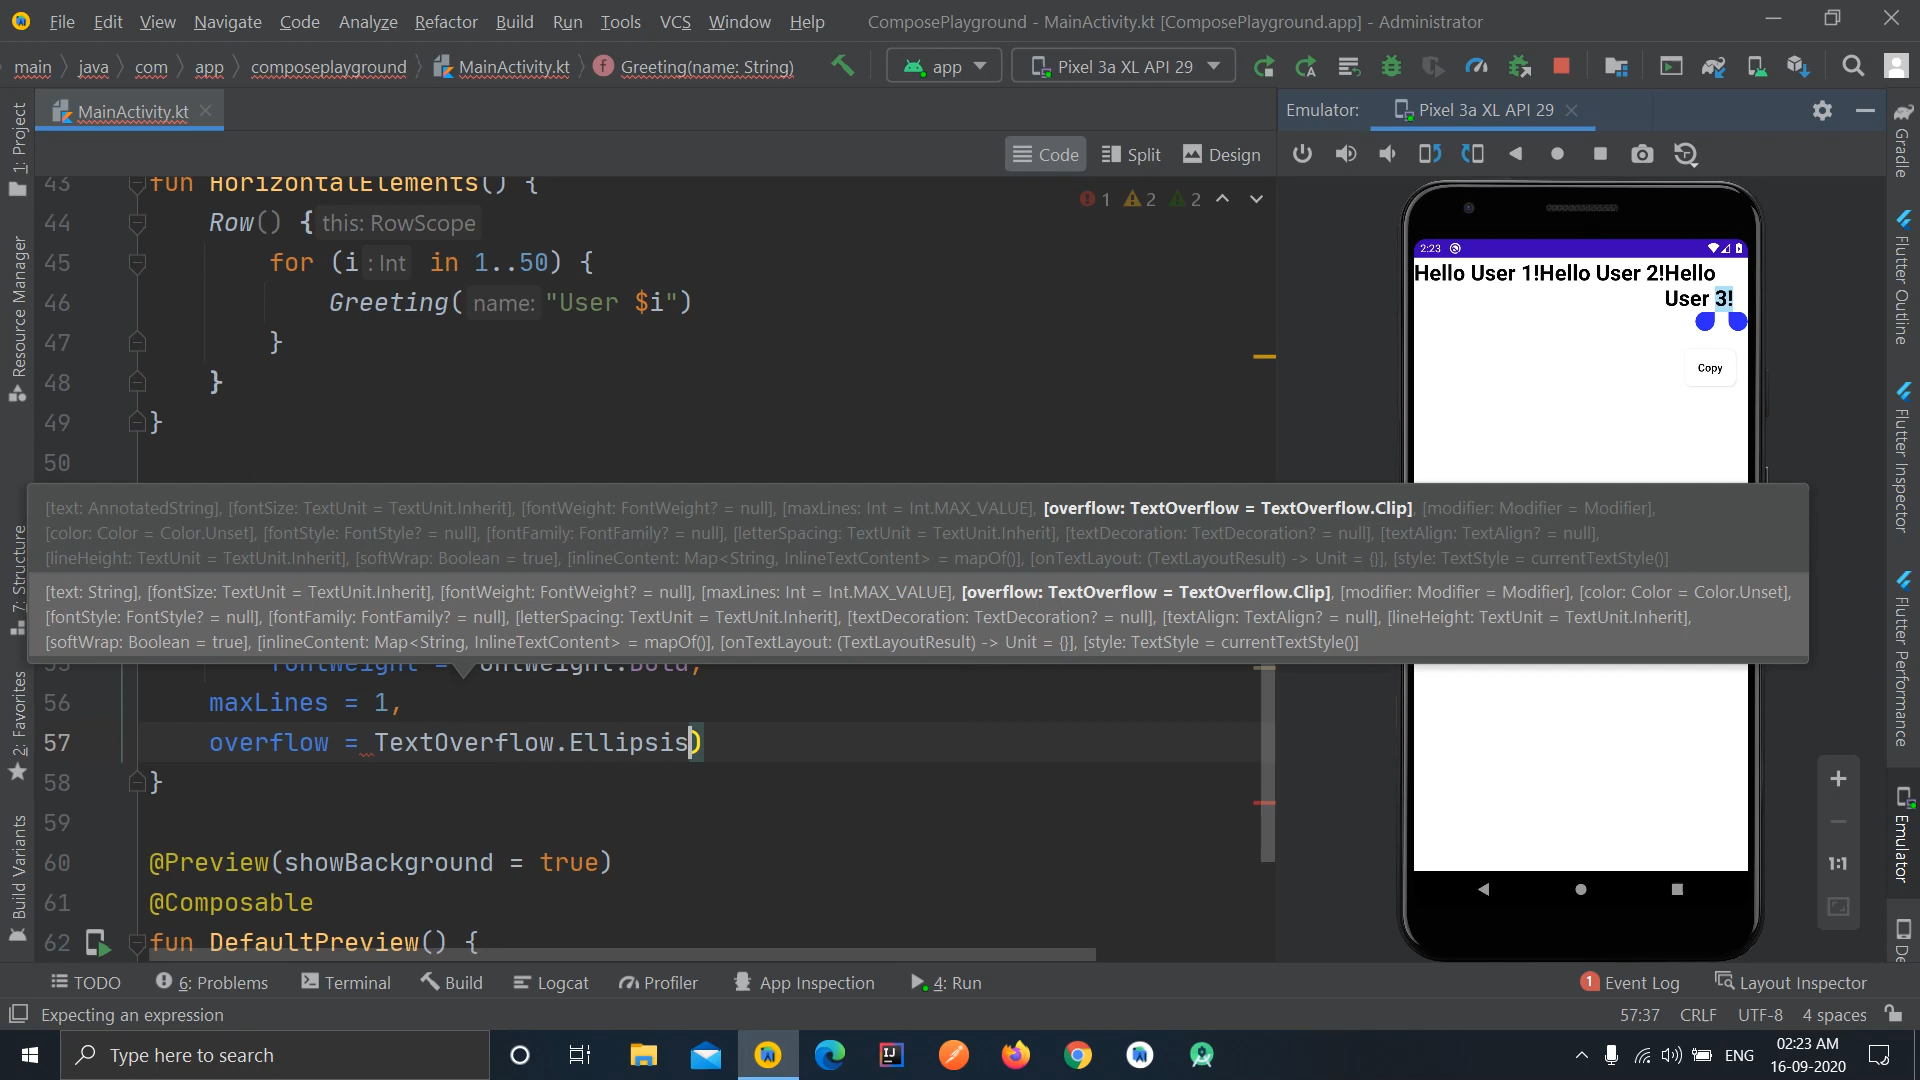 File Edit View Navigate Code Analyze Refactor Build Run Tools VCS Window Help ComposePlayground - MainActivity.kt [ComposePlayground.app] - Administrator
main java com app composeplayground MainActivity.kt Greeting(name: String) app Pixel 3a XL API 29
MainActivity.kt
Emulator: Pixel 3a XL API 29
Code Split Design
1: Project
Resource Manager
7: Structure
2: Favorites
Build Variants
1 2 2
43 fun HorizontalElements() {
44 Row() { this: RowScope
45 for (i : Int in 1..50) {
46 Greeting( name: "User $i")
47 }
48 }
49 }
50
[text: AnnotatedString], [fontSize: TextUnit = TextUnit.Inherit], [fontWeight: FontWeight? = null], [maxLines: Int = Int.MAX_VALUE], [overflow: TextOverflow = TextOverflow.Clip], [modifier: Modifier = Modifier],
[color: Color = Color.Unset], [fontStyle: FontStyle? = null], [fontFamily: FontFamily? = null], [letterSpacing: TextUnit = TextUnit.Inherit], [textDecoration: TextDecoration? = null], [textAlign: TextAlign? = null],
[lineHeight: TextUnit = TextUnit.Inherit], [softWrap: Boolean = true], [inlineContent: Map<String, InlineTextContent> = mapOf()], [onTextLayout: (TextLayoutResult) -> Unit = {}], [style: TextStyle = currentTextStyle()]
[text: String], [fontSize: TextUnit = TextUnit.Inherit], [fontWeight: FontWeight? = null], [maxLines: Int = Int.MAX_VALUE], [overflow: TextOverflow = TextOverflow.Clip], [modifier: Modifier = Modifier], [color: Color = Color.Unset],
[fontStyle: FontStyle? = null], [fontFamily: FontFamily? = null], [letterSpacing: TextUnit = TextUnit.Inherit], [textDecoration: TextDecoration? = null], [textAlign: TextAlign? = null], [lineHeight: TextUnit = TextUnit.Inherit],
[softWrap: Boolean = true], [inlineContent: Map<String, InlineTextContent> = mapOf()], [onTextLayout: (TextLayoutResult) -> Unit = {}], [style: TextStyle = currentTextStyle()]
55 fontWeight = FontWeight.Bold,
56 maxLines = 1,
57 overflow = TextOverflow.Ellipsis)
58 }
59
60 @Preview(showBackground = true)
61 @Composable
62 fun DefaultPreview() {
2:23
Hello User 1!Hello User 2!Hello
User 3!
Copy
1:1
Gradle
Flutter Outline
Flutter Inspector
Flutter Performance
Emulator
De
TODO 6: Problems Terminal Build Logcat Profiler App Inspection 4: Run 1 Event Log Layout Inspector
Expecting an expression 57:37 CRLF UTF-8 4 spaces
Type here to search ENG 02:23 AM
16-09-2020